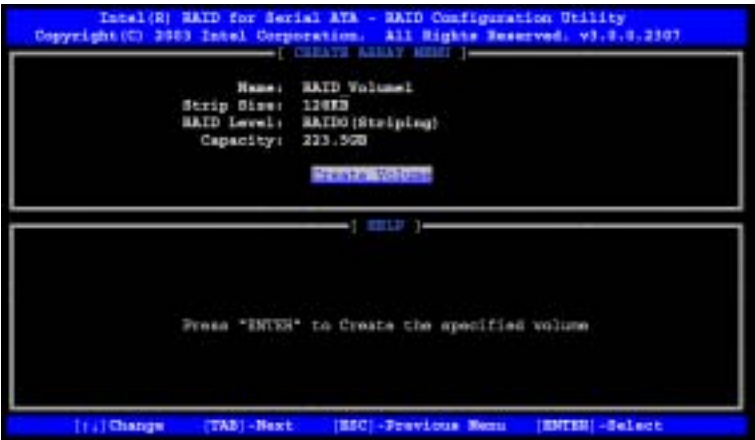 Intel(R) RAID for Serial ATA - RAID Configuration Utility
Copyright(C) 2003 Intel Corporation. All Rights Reserved. v3.0.0.2307
[ CREATE ARRAY MENU ]
Name: RAID_Volume1
Strip Size: 128KB
RAID Level: RAID0(Striping)
Capacity: 223.5GB
Create Volume
[ HELP ]
Press "ENTER" to Create the specified volume
[↑↓]Change [TAB]-Next [ESC]-Previous Menu [ENTER]-Select